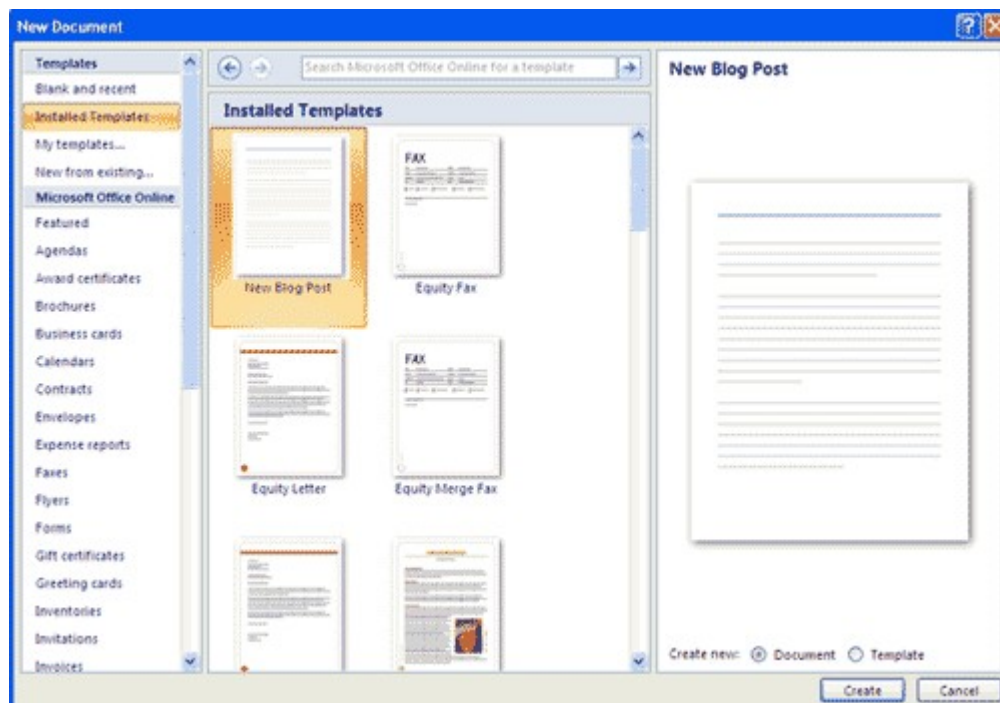 New Document
Templates
Blank and recent
Installed Templates
My templates...
New from existing...
Microsoft Office Online
Featured
Agendas
Award certificates
Brochures
Business cards
Calendars
Contracts
Envelopes
Expense reports
Faxes
Flyers
Forms
Gift certificates
Greeting cards
Inventories
Invitations
Invoices
Search Microsoft Office Online for a template
Installed Templates
FAX
New Blog Post
Equity Fax
FAX
Equity Letter
Equity Merge Fax
New Blog Post
Create new: Document Template
Create Cancel